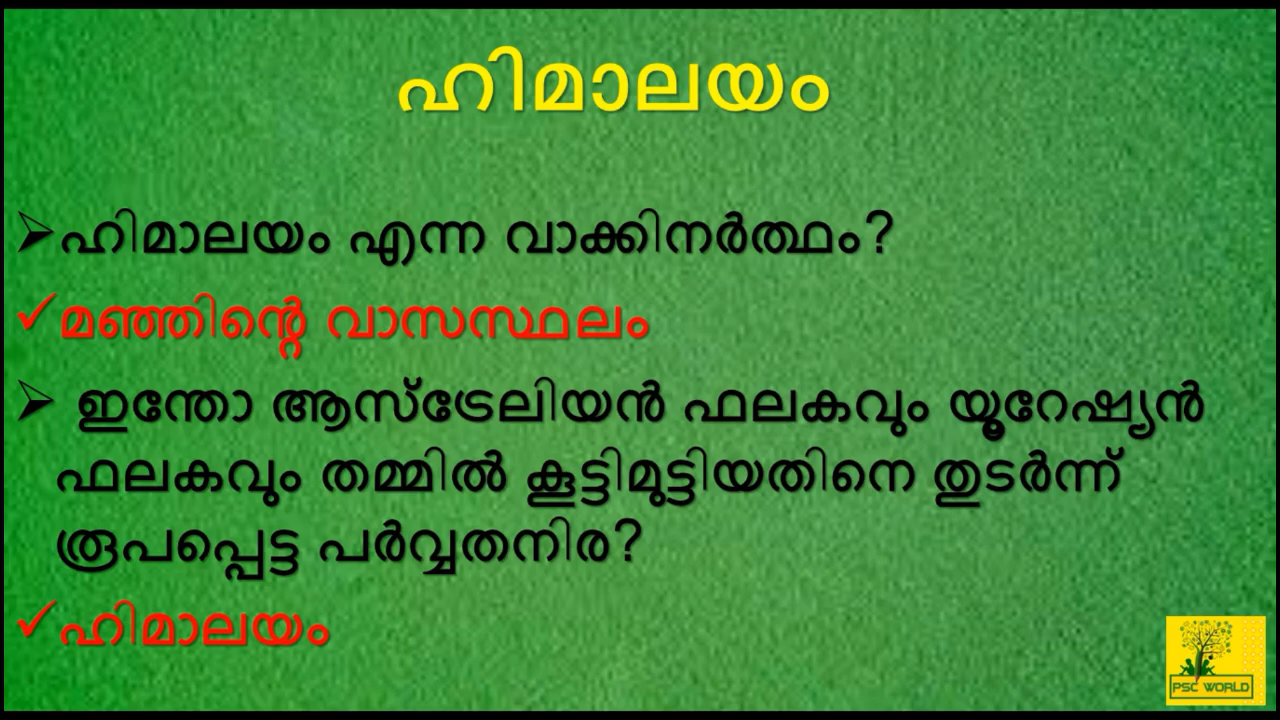 ഹിമാലയം
➢ഹിമാലയം എന്ന വാക്കിനർത്ഥം?
✓മഞ്ഞിന്റെ വാസസ്ഥലം
➢ ഇന്തോ ആസ്ട്രേലിയൻ ഫലകവും യൂറേഷ്യൻ
ഫലകവും തമ്മിൽ കൂട്ടിമുട്ടിയതിനെ തുടർന്ന്
രൂപപ്പെട്ട പർവ്വതനിര?
✓ഹിമാലയം
PSC WORLD